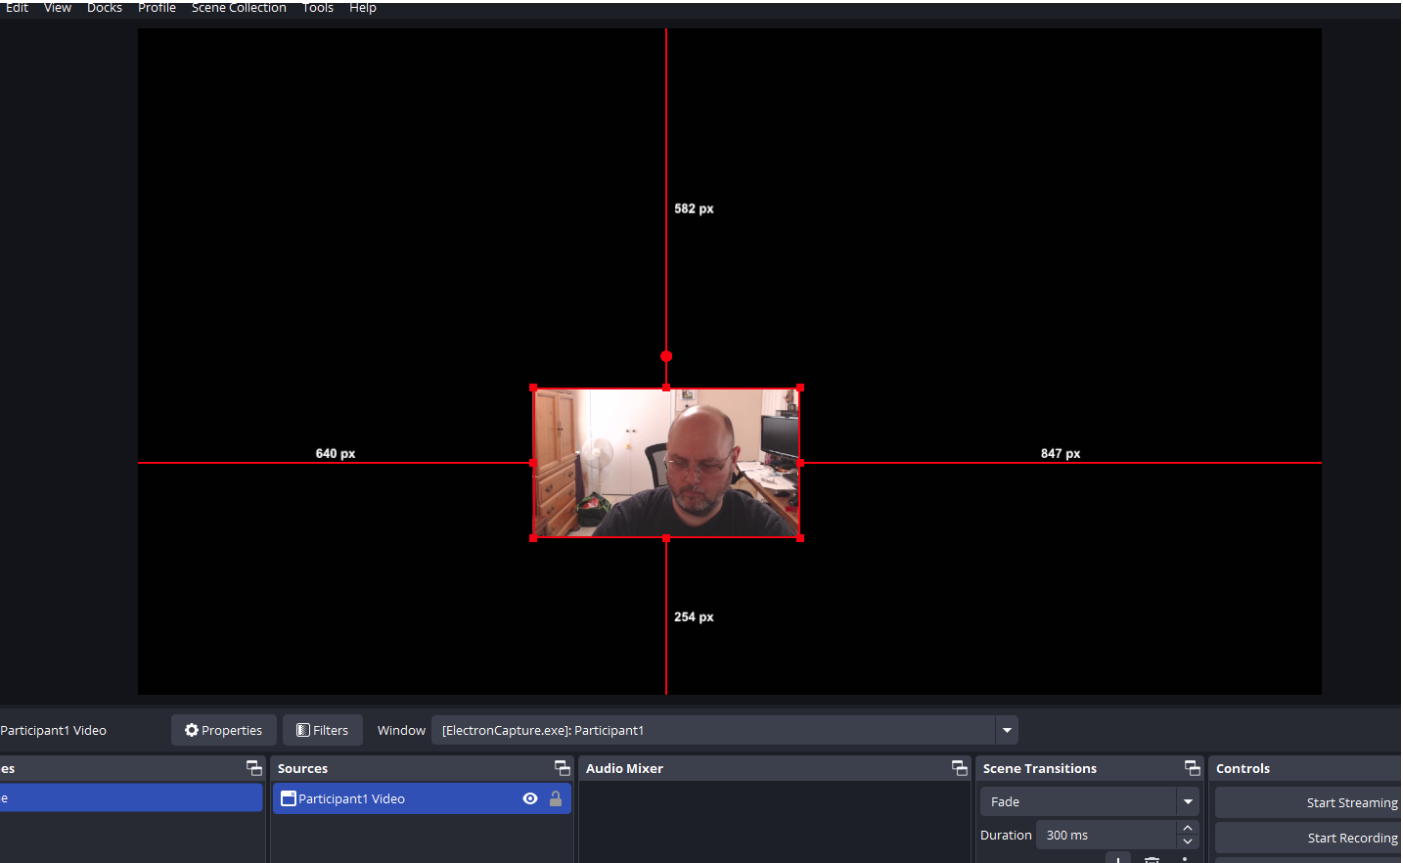 Edit View Docks Profile Scene Collection Tools Help
582 px
640 px
847 px
254 px
Participant1 Video Properties Filters Window [ElectronCapture.exe]: Participant1
es Sources Audio Mixer Scene Transitions Controls
e Participant1 Video Fade Start Streaming
Duration 300 ms Start Recording